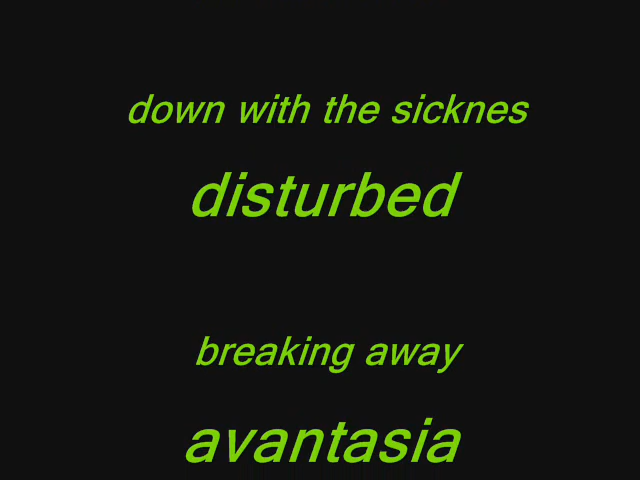 down with the sicknes
disturbed
breaking away
avantasia